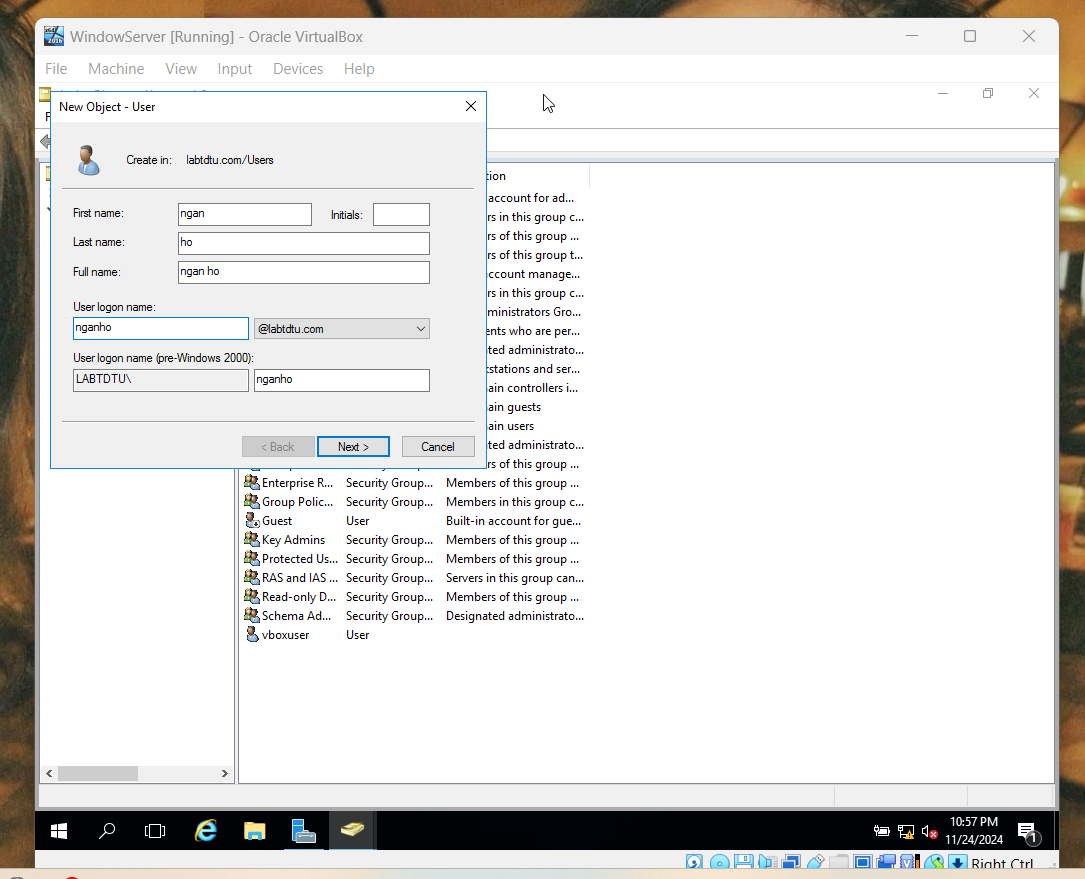 WindowServer [Running] - Oracle VirtualBox
File Machine View Input Devices Help
New Object - User
Create in: labtdtu.com/Users
First name: ngan Initials:
Last name: ho
Full name: ngan ho
User logon name:
nganho @labtdtu.com
User logon name (pre-Windows 2000):
LABTDTU\ nganho
< Back Next > Cancel
tion
account for ad...
rs in this group c...
rs of this group ...
rs of this group t...
ccount manage...
rs in this group c...
ministrators Gro...
ents who are per...
ted administrato...
kstations and ser...
ain controllers i...
ain guests
ain users
ted administrato...
rs of this group ...
Enterprise R... Security Group... Members of this group ...
Group Polic... Security Group... Members in this group c...
Guest User Built-in account for gue...
Key Admins Security Group... Members of this group ...
Protected Us... Security Group... Members of this group ...
RAS and IAS ... Security Group... Servers in this group can...
Read-only D... Security Group... Members of this group ...
Schema Ad... Security Group... Designated administrato...
vboxuser User
10:57 PM
11/24/2024
1
Right Ctrl